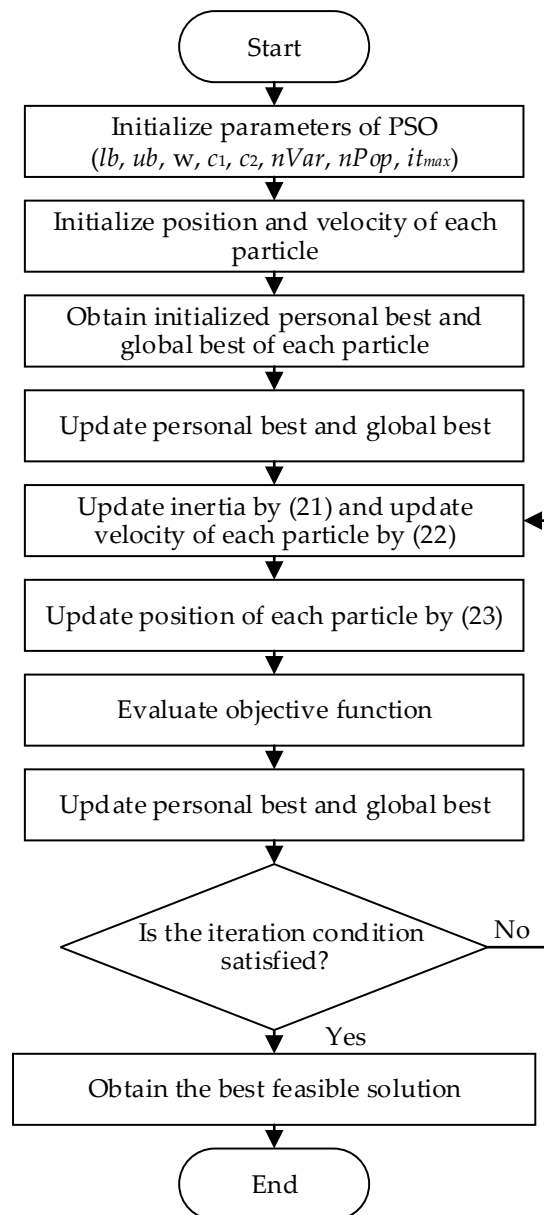 Start
Initialize parameters of PSO
(lb, ub, w, c1, c2, nVar, nPop, itmax)
Initialize position and velocity of each
particle
Obtain initialized personal best and
global best of each particle
Update personal best and global best
Update inertia by (21) and update
velocity of each particle by (22)
Update position of each particle by (23)
Evaluate objective function
Update personal best and global best
Is the iteration condition
satisfied?
No
Yes
Obtain the best feasible solution
End